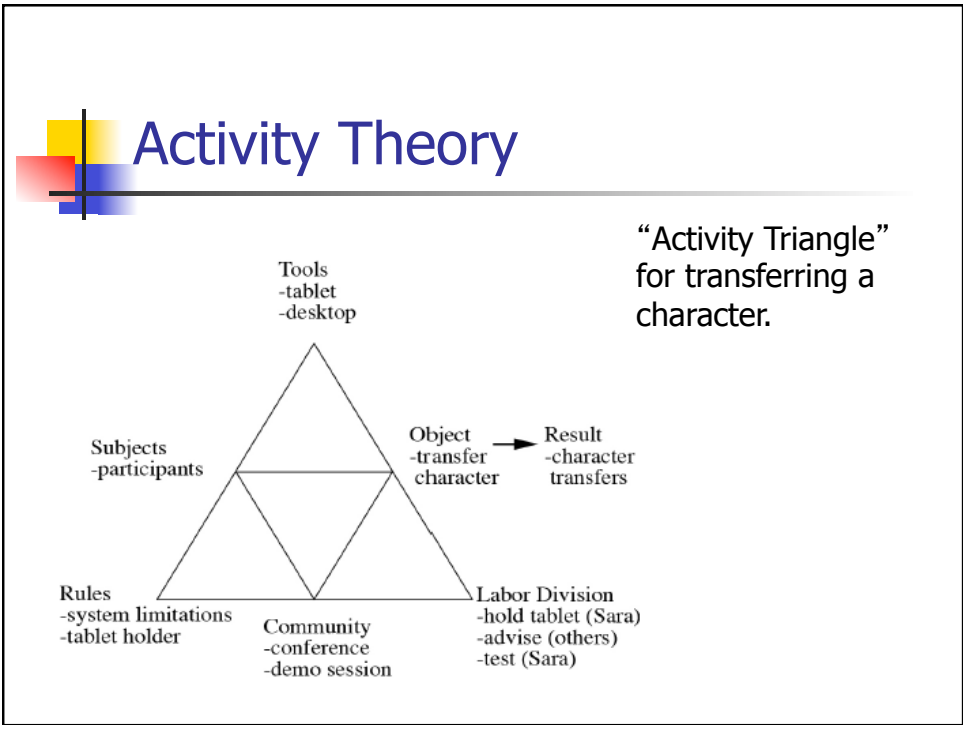 Activity Theory
“Activity Triangle”
for transferring a
character.
Tools
-tablet
-desktop
Subjects
-participants
Object
-transfer
character
Result
-character
transfers
Rules
-system limitations
-tablet holder
Community
-conference
-demo session
Labor Division
-hold tablet (Sara)
-advise (others)
-test (Sara)